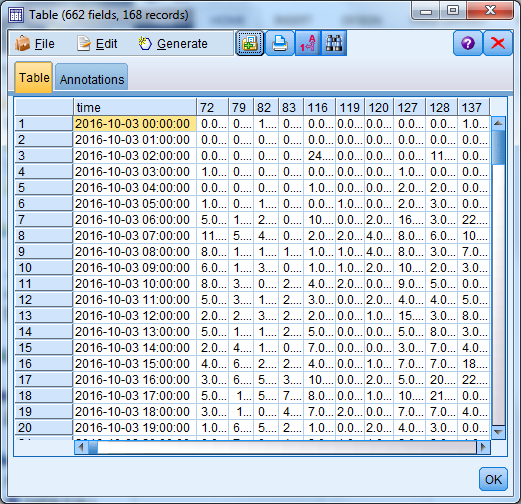 Table (662 fields, 168 records)
File Edit Generate
Table Annotations
time 72 79 82 83 116 119 120 127 128 137
1 2016-10-03 00:00:00 0.0... 0... 1... 0... 0.0... 0.0... 0.0... 0.0... 0.0... 1.0...
2 2016-10-03 01:00:00 0.0... 0... 0... 0... 0.0... 0.0... 0.0... 0.0... 0.0... 0.0...
3 2016-10-03 02:00:00 0.0... 0... 0... 0... 24.... 0.0... 0.0... 0.0... 11.... 0.0...
4 2016-10-03 03:00:00 1.0... 0... 0... 0... 0.0... 0.0... 0.0... 1.0... 0.0... 0.0...
5 2016-10-03 04:00:00 0.0... 0... 0... 0... 1.0... 0.0... 0.0... 2.0... 2.0... 0.0...
6 2016-10-03 05:00:00 1.0... 0... 1... 0... 0.0... 1.0... 0.0... 2.0... 3.0... 0.0...
7 2016-10-03 06:00:00 5.0... 1... 2... 0... 10.... 0.0... 2.0... 16.... 3.0... 22....
8 2016-10-03 07:00:00 11.... 5... 4... 0... 2.0... 2.0... 4.0... 8.0... 6.0... 10....
9 2016-10-03 08:00:00 8.0... 1... 1... 1... 1.0... 1.0... 4.0... 8.0... 3.0... 7.0...
10 2016-10-03 09:00:00 6.0... 1... 3... 0... 1.0... 1.0... 2.0... 10.... 2.0... 3.0...
11 2016-10-03 10:00:00 8.0... 3... 0... 2... 4.0... 2.0... 0.0... 9.0... 5.0... 0.0...
12 2016-10-03 11:00:00 5.0... 3... 1... 2... 3.0... 0.0... 2.0... 4.0... 4.0... 5.0...
13 2016-10-03 12:00:00 2.0... 2... 3... 2... 2.0... 0.0... 1.0... 15.... 3.0... 8.0...
14 2016-10-03 13:00:00 5.0... 1... 1... 2... 5.0... 0.0... 0.0... 5.0... 8.0... 3.0...
15 2016-10-03 14:00:00 2.0... 4... 1... 0... 7.0... 0.0... 0.0... 3.0... 4.0... 3.0...
16 2016-10-03 15:00:00 4.0... 6... 2... 2... 4.0... 0.0... 1.0... 7.0... 7.0... 18....
17 2016-10-03 16:00:00 3.0... 6... 5... 3... 10.... 0.0... 2.0... 5.0... 20.... 22....
18 2016-10-03 17:00:00 5.0... 1... 5... 7... 8.0... 0.0... 1.0... 10.... 21.... 0.0...
19 2016-10-03 18:00:00 3.0... 1... 0... 4... 7.0... 2.0... 0.0... 7.0... 7.0... 4.0...
20 2016-10-03 19:00:00 1.0... 6... 5... 2... 1.0... 0.0... 2.0... 7.0... 3.0... 0.0...
OK